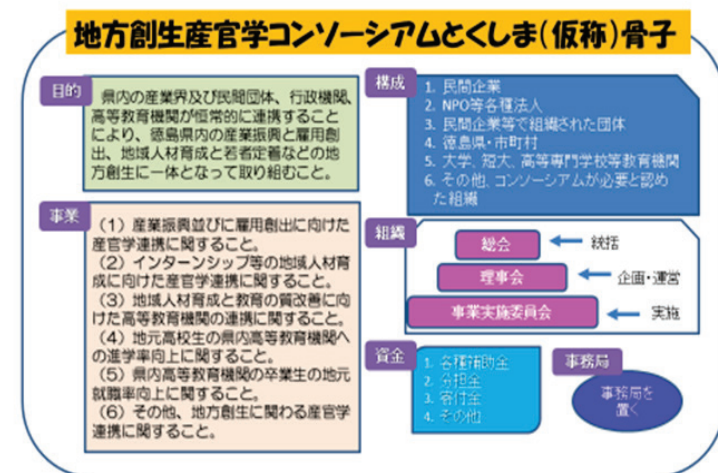 地方創生産官学コンソーシアムとくしま(仮称)骨子
目的
県内の産業界及び民間団体、行政機関、
高等教育機関が恒常的に連携すること
により、徳島県内の産業振興と雇用創
出、地域人材育成と若者定着などの地
方創生に一体となって取り組むこと。
事業
(1)産業振興並びに雇用創出に向けた
産官学連携に関すること。
(2)インターンシップ等の地域人材育
成に向けた産官学連携に関すること。
(3)地域人材育成と教育の質改善に向
けた高等教育機関の連携に関すること。
(4)地元高校生の県内高等教育機関へ
の進学率向上に関すること。
(5)県内高等教育機関の卒業生の地元
就職率向上に関すること。
(6)その他、地方創生に関わる産官学
連携に関すること。
構成
1. 民間企業
2. NPO等各種法人
3. 民間企業等で組織された団体
4. 徳島県・市町村
5. 大学、短大、高等専門学校等教育機関
6. その他、コンソーシアムが必要と認め
た組織
組織
総会 統括
理事会 企画・運営
事業実施委員会 実施
資金
1. 各種補助金
2. 分担金
3. 寄付金
4. その他
事務局
事務局を
置く